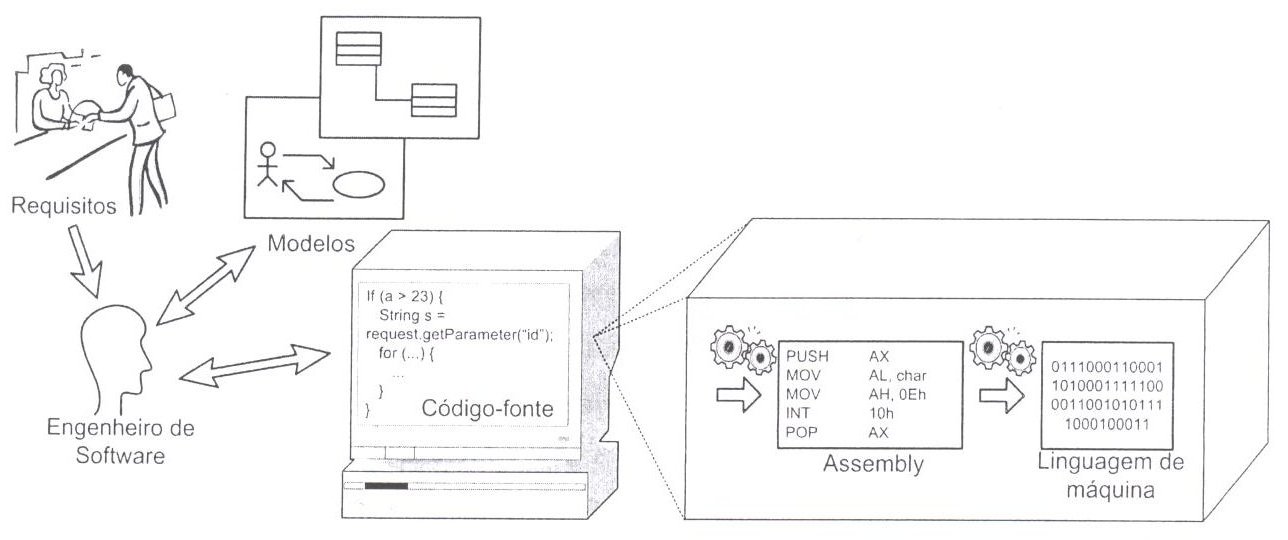 Requisitos
Modelos
Engenheiro de
Software
If (a > 23) {
String s =
request.getParameter("id");
for (...) {
...
}
}
Código-fonte
PUSH AX
MOV AL, char
MOV AH, 0Eh
INT 10h
POP AX
Assembly
0111000110001
1010001111100
0011001010111
1000100011
Linguagem de
máquina